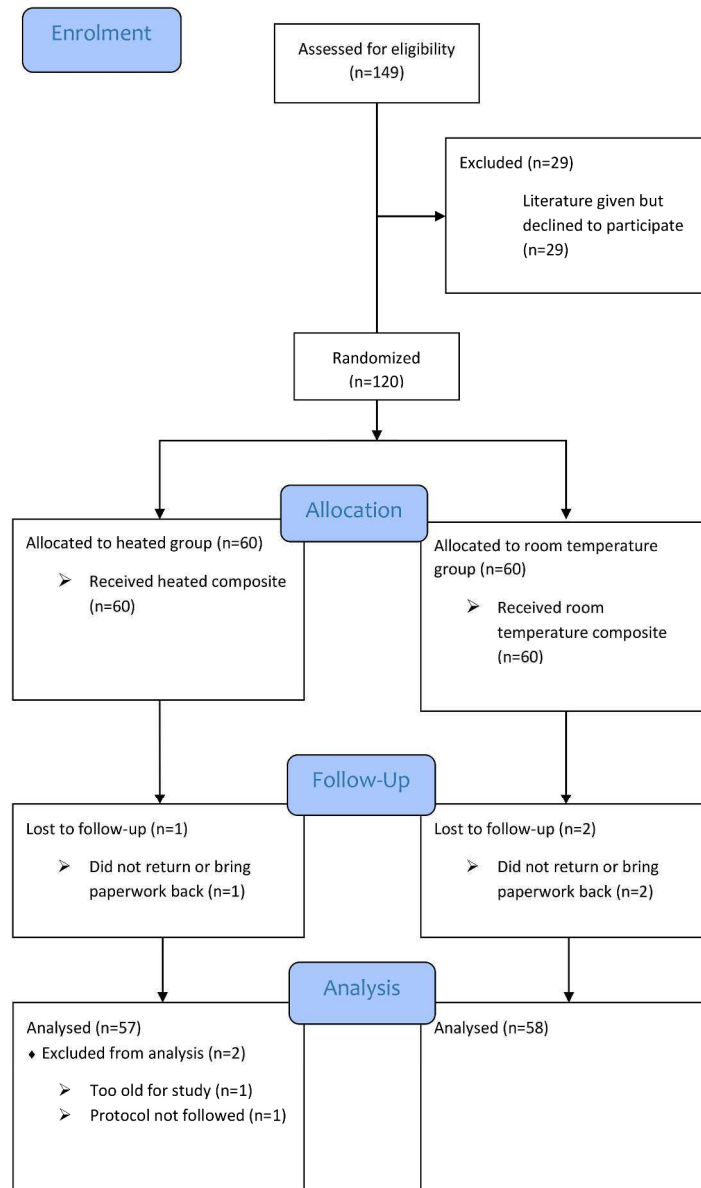 Enrolment
Assessed for eligibility
(n=149)
Excluded (n=29)
Literature given but
declined to participate
(n=29)
Randomized
(n=120)
Allocation
Allocated to heated group (n=60)
➢ Received heated composite
(n=60)
Allocated to room temperature
group (n=60)
➢ Received room
temperature composite
(n=60)
Follow-Up
Lost to follow-up (n=1)
➢ Did not return or bring
paperwork back (n=1)
Lost to follow-up (n=2)
➢ Did not return or bring
paperwork back (n=2)
Analysis
Analysed (n=57)
♦ Excluded from analysis (n=2)
➢ Too old for study (n=1)
➢ Protocol not followed (n=1)
Analysed (n=58)